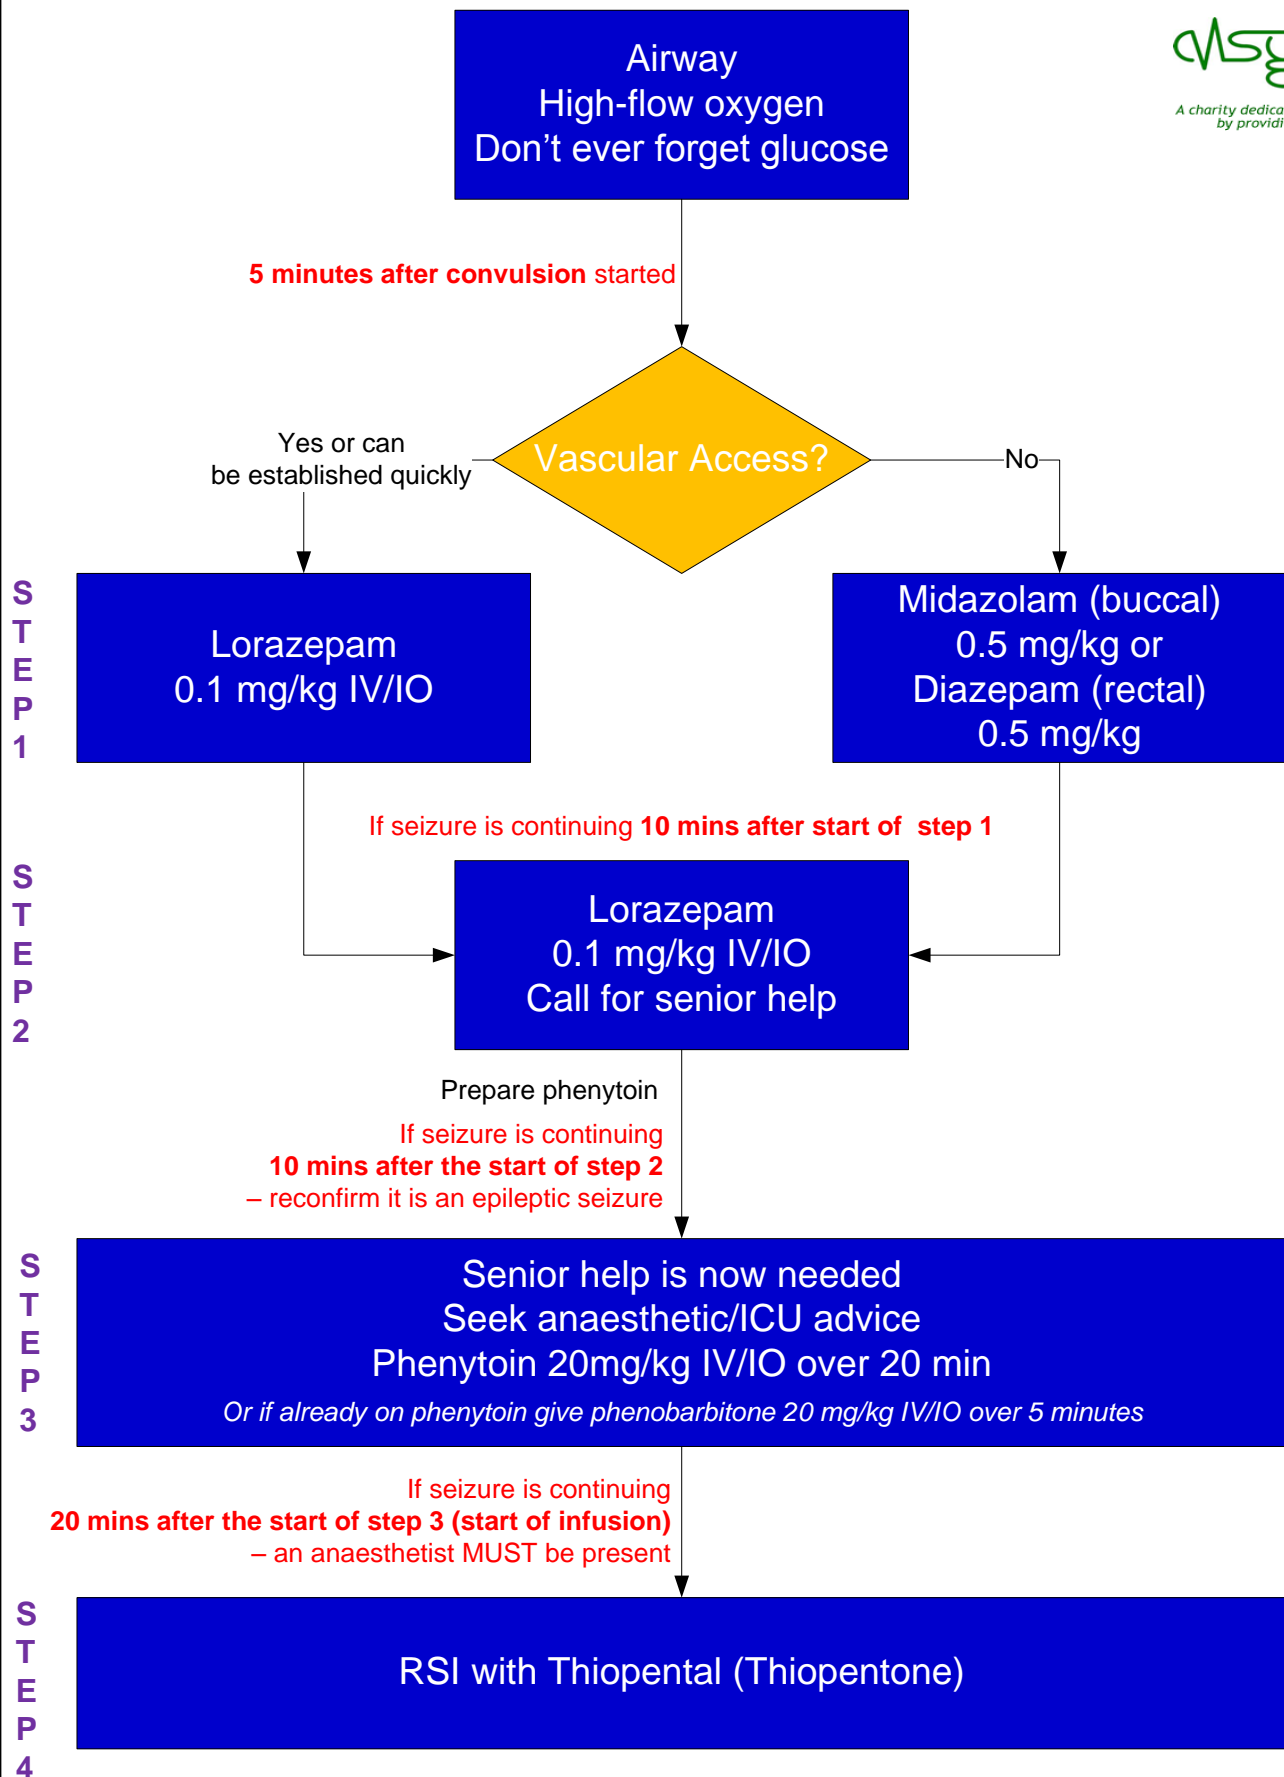 Airway
High-flow oxygen
Don't ever forget glucose
A charity dedica
by providi
5 minutes after convulsion started
Vascular Access?
Yes or can
be established quickly
No
STEP 1
Lorazepam
0.1 mg/kg IV/IO
Midazolam (buccal)
0.5 mg/kg or
Diazepam (rectal)
0.5 mg/kg
If seizure is continuing 10 mins after start of step 1
STEP 2
Lorazepam
0.1 mg/kg IV/IO
Call for senior help
Prepare phenytoin
If seizure is continuing
10 mins after the start of step 2
– reconfirm it is an epileptic seizure
STEP 3
Senior help is now needed
Seek anaesthetic/ICU advice
Phenytoin 20mg/kg IV/IO over 20 min
Or if already on phenytoin give phenobarbitone 20 mg/kg IV/IO over 5 minutes
If seizure is continuing
20 mins after the start of step 3 (start of infusion)
– an anaesthetist MUST be present
STEP 4
RSI with Thiopental (Thiopentone)